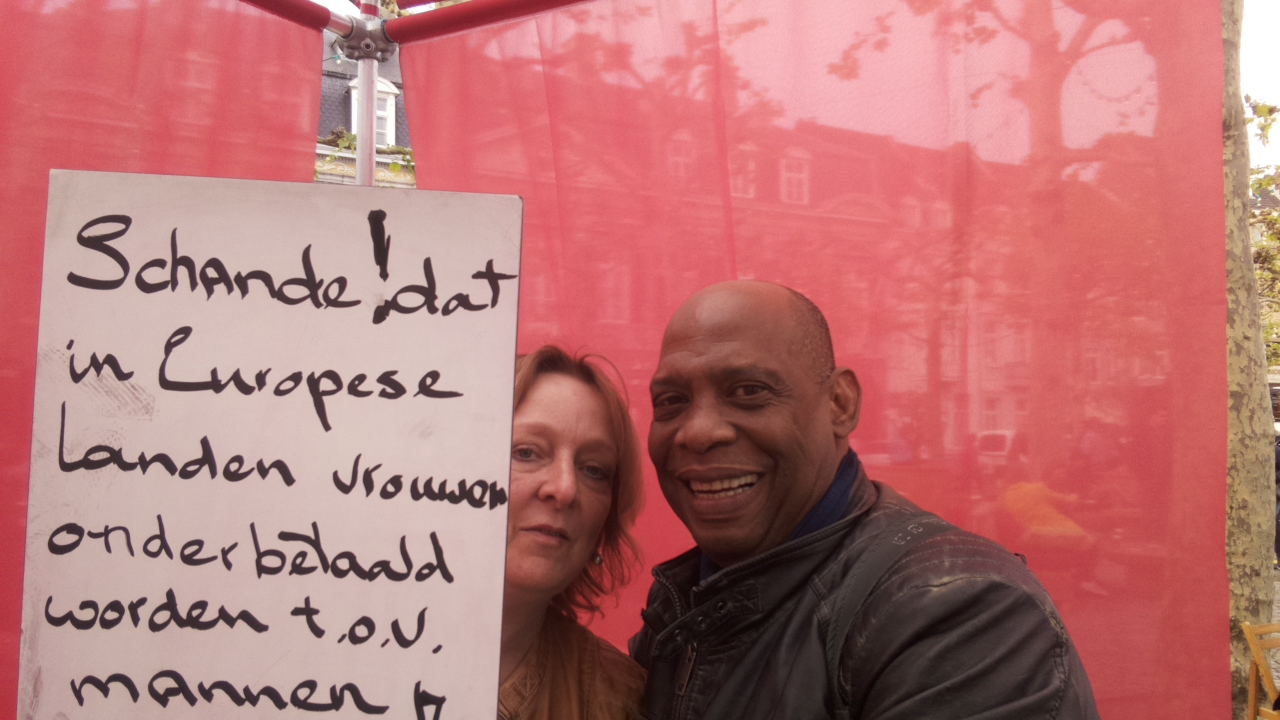 Schande! dat
in Europese
Landen vrouwen
onderbetaald
worden t.o.v.
mannen